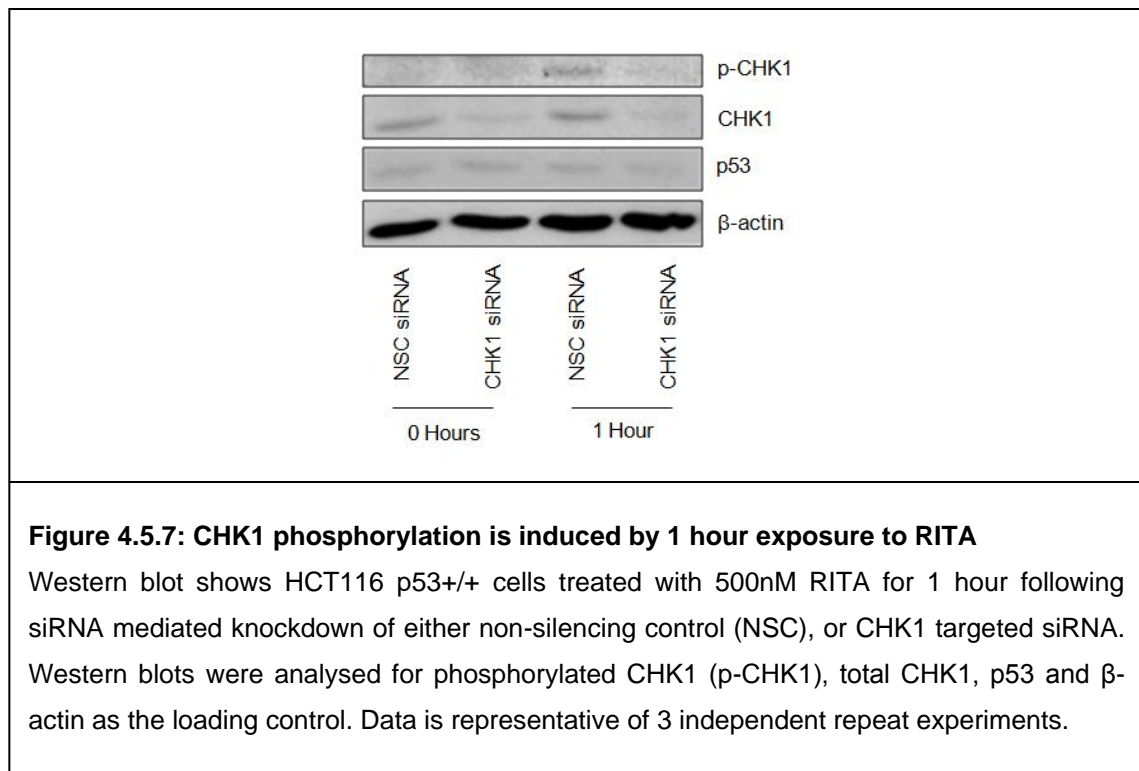 p-CHK1
CHK1
p53
β-actin
NSC siRNA
CHK1 siRNA
NSC siRNA
CHK1 siRNA
0 Hours
1 Hour
Figure 4.5.7: CHK1 phosphorylation is induced by 1 hour exposure to RITA
Western blot shows HCT116 p53+/+ cells treated with 500nM RITA for 1 hour following
siRNA mediated knockdown of either non-silencing control (NSC), or CHK1 targeted siRNA.
Western blots were analysed for phosphorylated CHK1 (p-CHK1), total CHK1, p53 and β-
actin as the loading control. Data is representative of 3 independent repeat experiments.